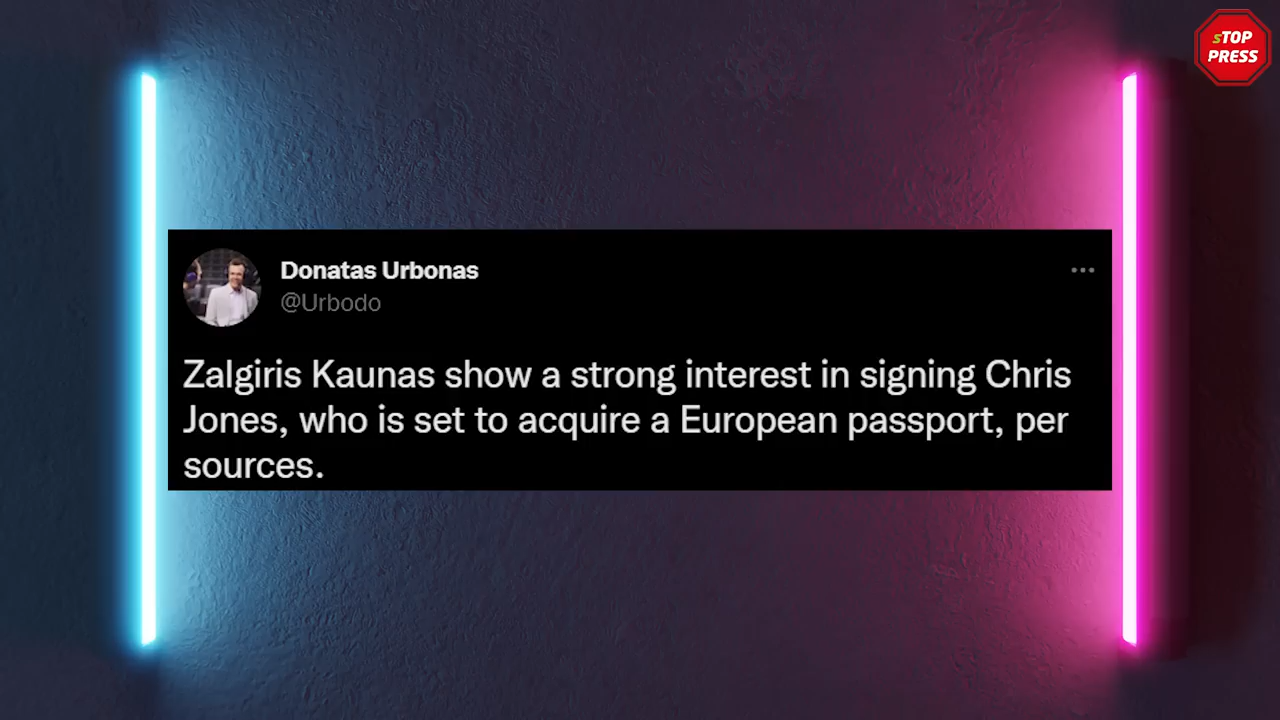 sTOP
PRESS
Donatas Urbonas
@Urbodo
Zalgiris Kaunas show a strong interest in signing Chris
Jones, who is set to acquire a European passport, per
sources.